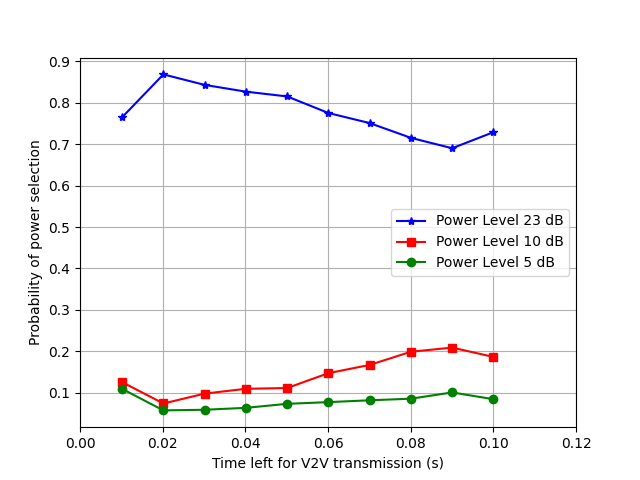 0.9
0.8
0.7
0.6
0.5
0.4
0.3
0.2
0.1
Probability of power selection
Power Level 23 dB
Power Level 10 dB
Power Level 5 dB
0.00 0.02 0.04 0.06 0.08 0.10 0.12
Time left for V2V transmission (s)